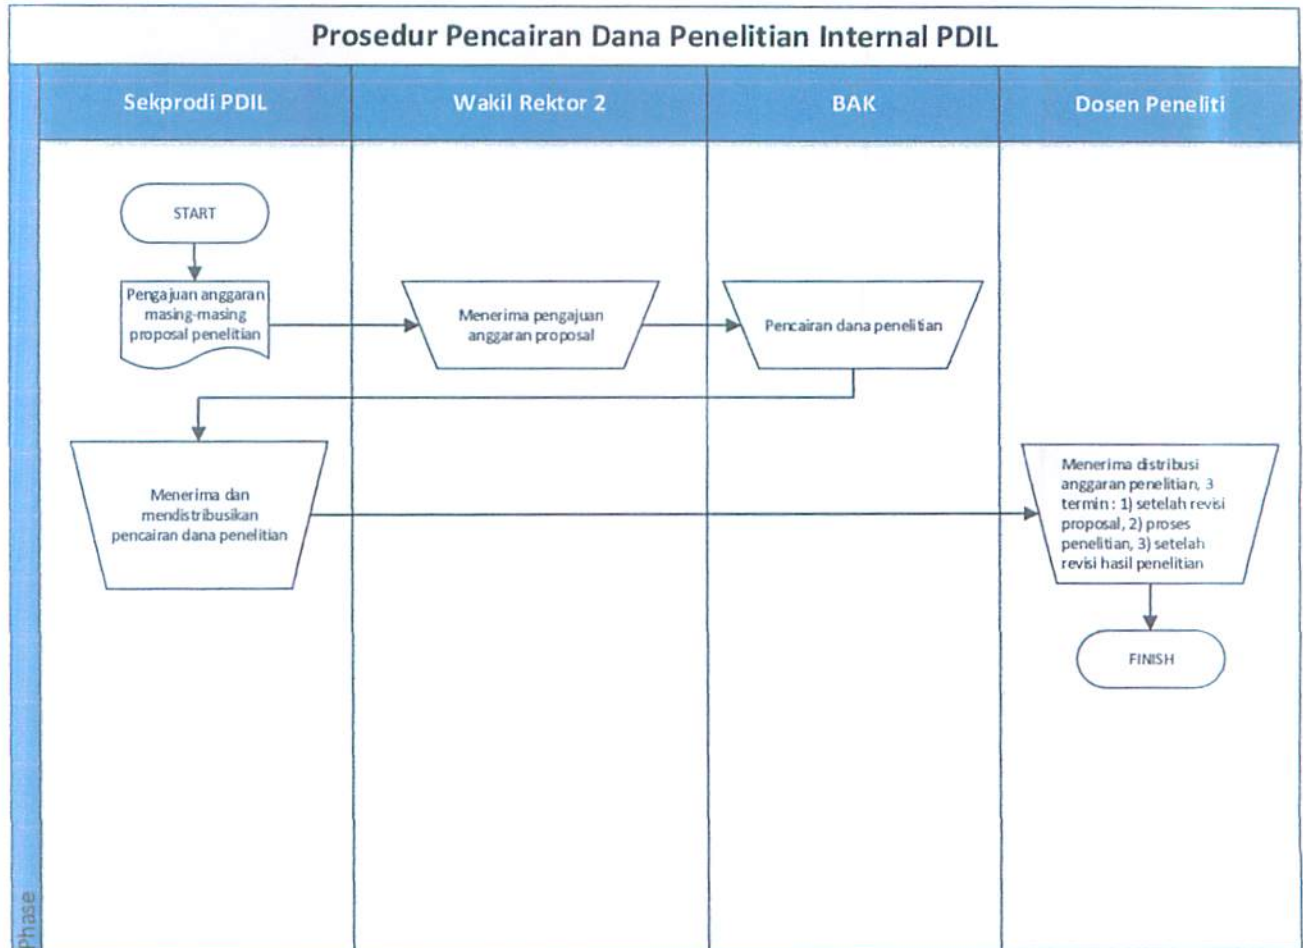 Prosedur Pencairan Dana Penelitian Internal PDIL
Sekprodi PDIL
Wakil Rektor 2
BAK
Dosen Peneliti
START
Pengajuan anggaran
masing-masing
proposal penelitian
Menerima pengajuan
anggaran proposal
Pencairan dana penelitian
Menerima dan
mendistribusikan
pencairan dana penelitian
Menerima distribusi
anggaran penelitian, 3
termin : 1) setelah revisi
proposal, 2) proses
penelitian, 3) setelah
revisi hasil penelitian
FINISH
Phase